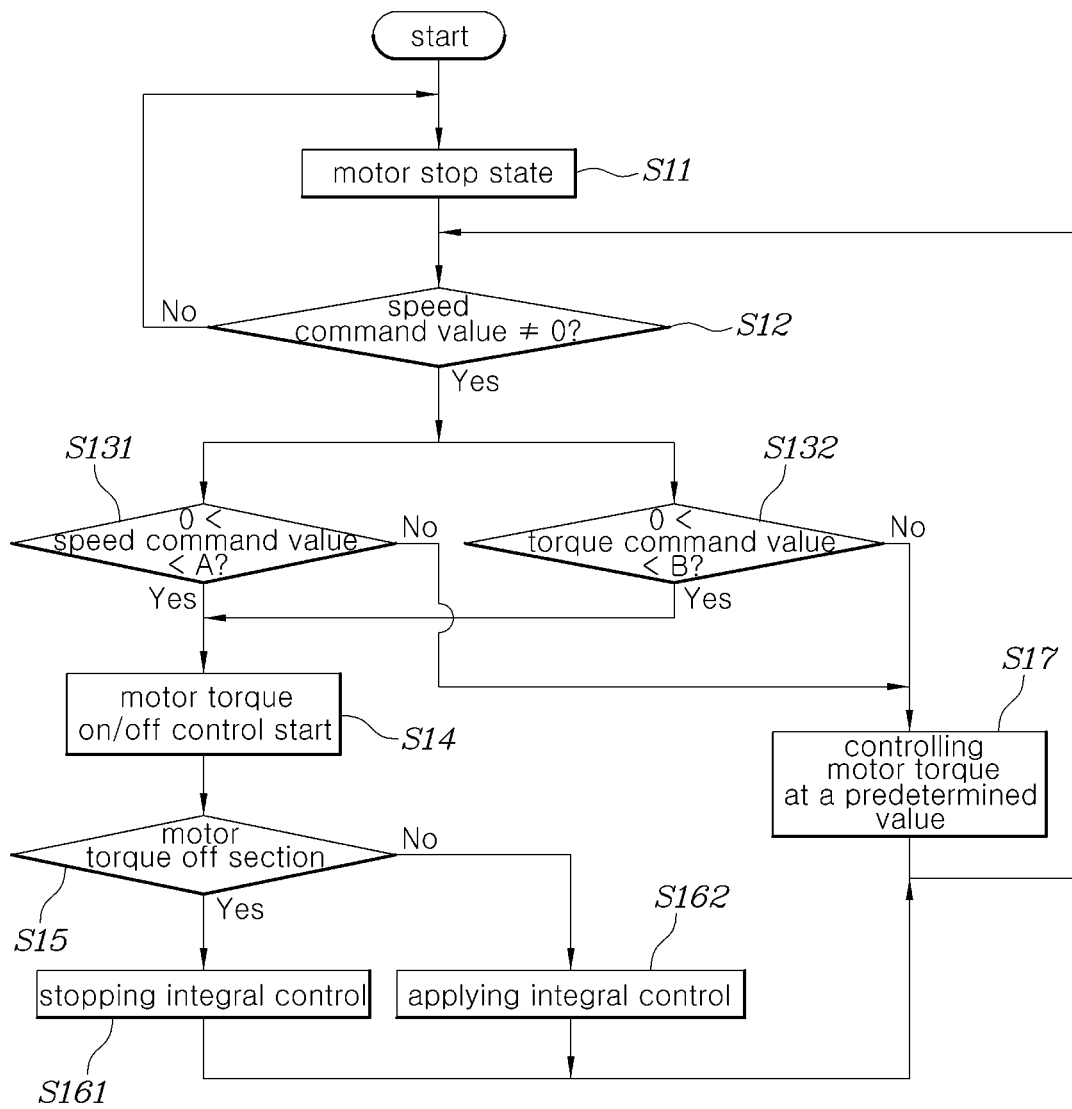 start
motor stop state
S11
speed
command value ≠ 0?
No
S12
Yes
S131
S132
0 <
speed command value
< A?
No
Yes
0 <
torque command value
< B?
No
Yes
motor torque
on/off control start
S14
S17
controlling
motor torque
at a predetermined
value
motor
torque off section
No
Yes
S15
S162
stopping integral control
applying integral control
S161